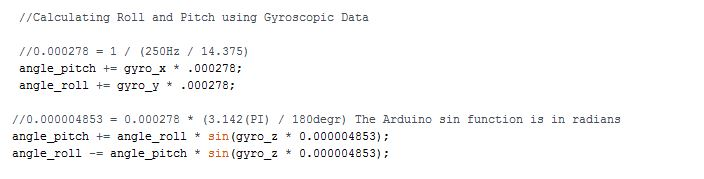 //Calculating Roll and Pitch using Gyroscopic Data
//0.000278 = 1 / (250Hz / 14.375)
angle_pitch += gyro_x * .000278;
angle_roll += gyro_y * .000278;
//0.000004853 = 0.000278 * (3.142(PI) / 180degr) The Arduino sin function is in radians
angle_pitch += angle_roll * sin(gyro_z * 0.000004853);
angle_roll -= angle_pitch * sin(gyro_z * 0.000004853);